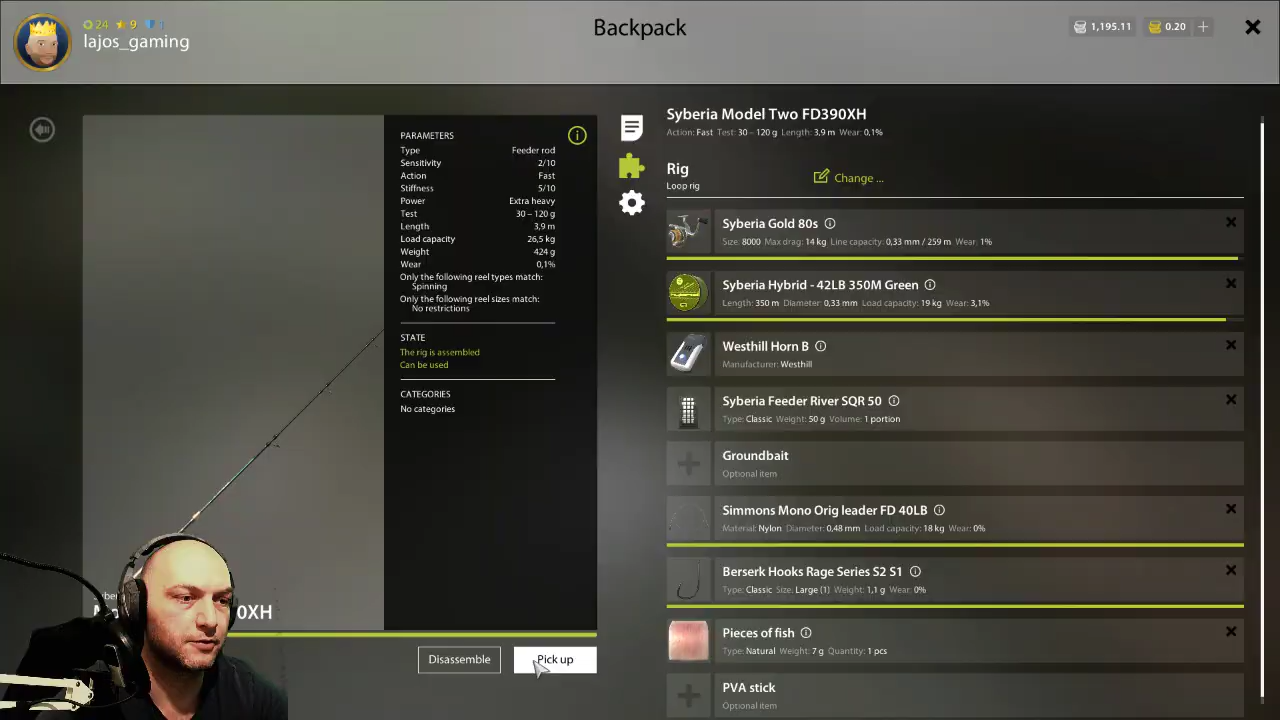 24 9 1
lajos_gaming
Backpack
1,195.11 0.20
PARAMETERS
Type Feeder rod
Sensitivity 2/10
Action Fast
Stiffness 5/10
Power Extra heavy
Test 30 – 120 g
Length 3,9 m
Load capacity 26,5 kg
Weight 424 g
Wear 0,1%
Only the following reel types match:
Spinning
Only the following reel sizes match:
No restrictions
STATE
The rig is assembled
Can be used
CATEGORIES
No categories
0XH
Disassemble
Pick up
Syberia Model Two FD390XH
Action: Fast Test: 30 – 120 g Length: 3,9 m Wear: 0,1%
Rig
Loop rig
Change ...
Syberia Gold 80s
Size: 8000 Max drag: 14 kg Line capacity: 0,33 mm / 259 m Wear: 1%
Syberia Hybrid - 42LB 350M Green
Length: 350 m Diameter: 0,33 mm Load capacity: 19 kg Wear: 3,1%
Westhill Horn B
Manufacturer: Westhill
Syberia Feeder River SQR 50
Type: Classic Weight: 50 g Volume: 1 portion
Groundbait
Optional item
Simmons Mono Orig leader FD 40LB
Material: Nylon Diameter: 0,48 mm Load capacity: 18 kg Wear: 0%
Berserk Hooks Rage Series S2 S1
Type: Classic Size: Large (1) Weight: 1,1 g Wear: 0%
Pieces of fish
Type: Natural Weight: 7 g Quantity: 1 pcs
PVA stick
Optional item